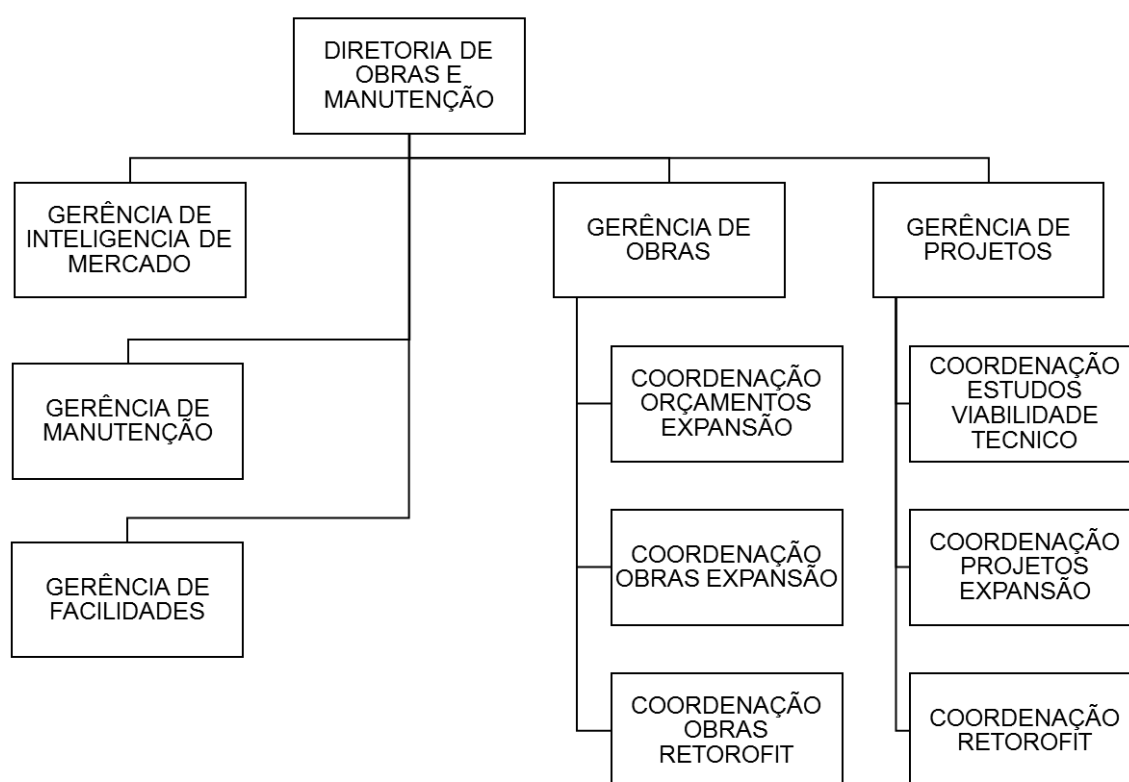 DIRETORIA DE
OBRAS E
MANUTENÇÃO
GERÊNCIA DE
INTELIGENCIA DE
MERCADO
GERÊNCIA DE
OBRAS
GERÊNCIA DE
PROJETOS
GERÊNCIA DE
MANUTENÇÃO
COORDENAÇÃO
ORÇAMENTOS
EXPANSÃO
COORDENAÇÃO
ESTUDOS
VIABILIDADE
TECNICO
GERÊNCIA DE
FACILIDADES
COORDENAÇÃO
OBRAS EXPANSÃO
COORDENAÇÃO
PROJETOS
EXPANSÃO
COORDENAÇÃO
OBRAS
RETOROFIT
COORDENAÇÃO
RETOROFIT